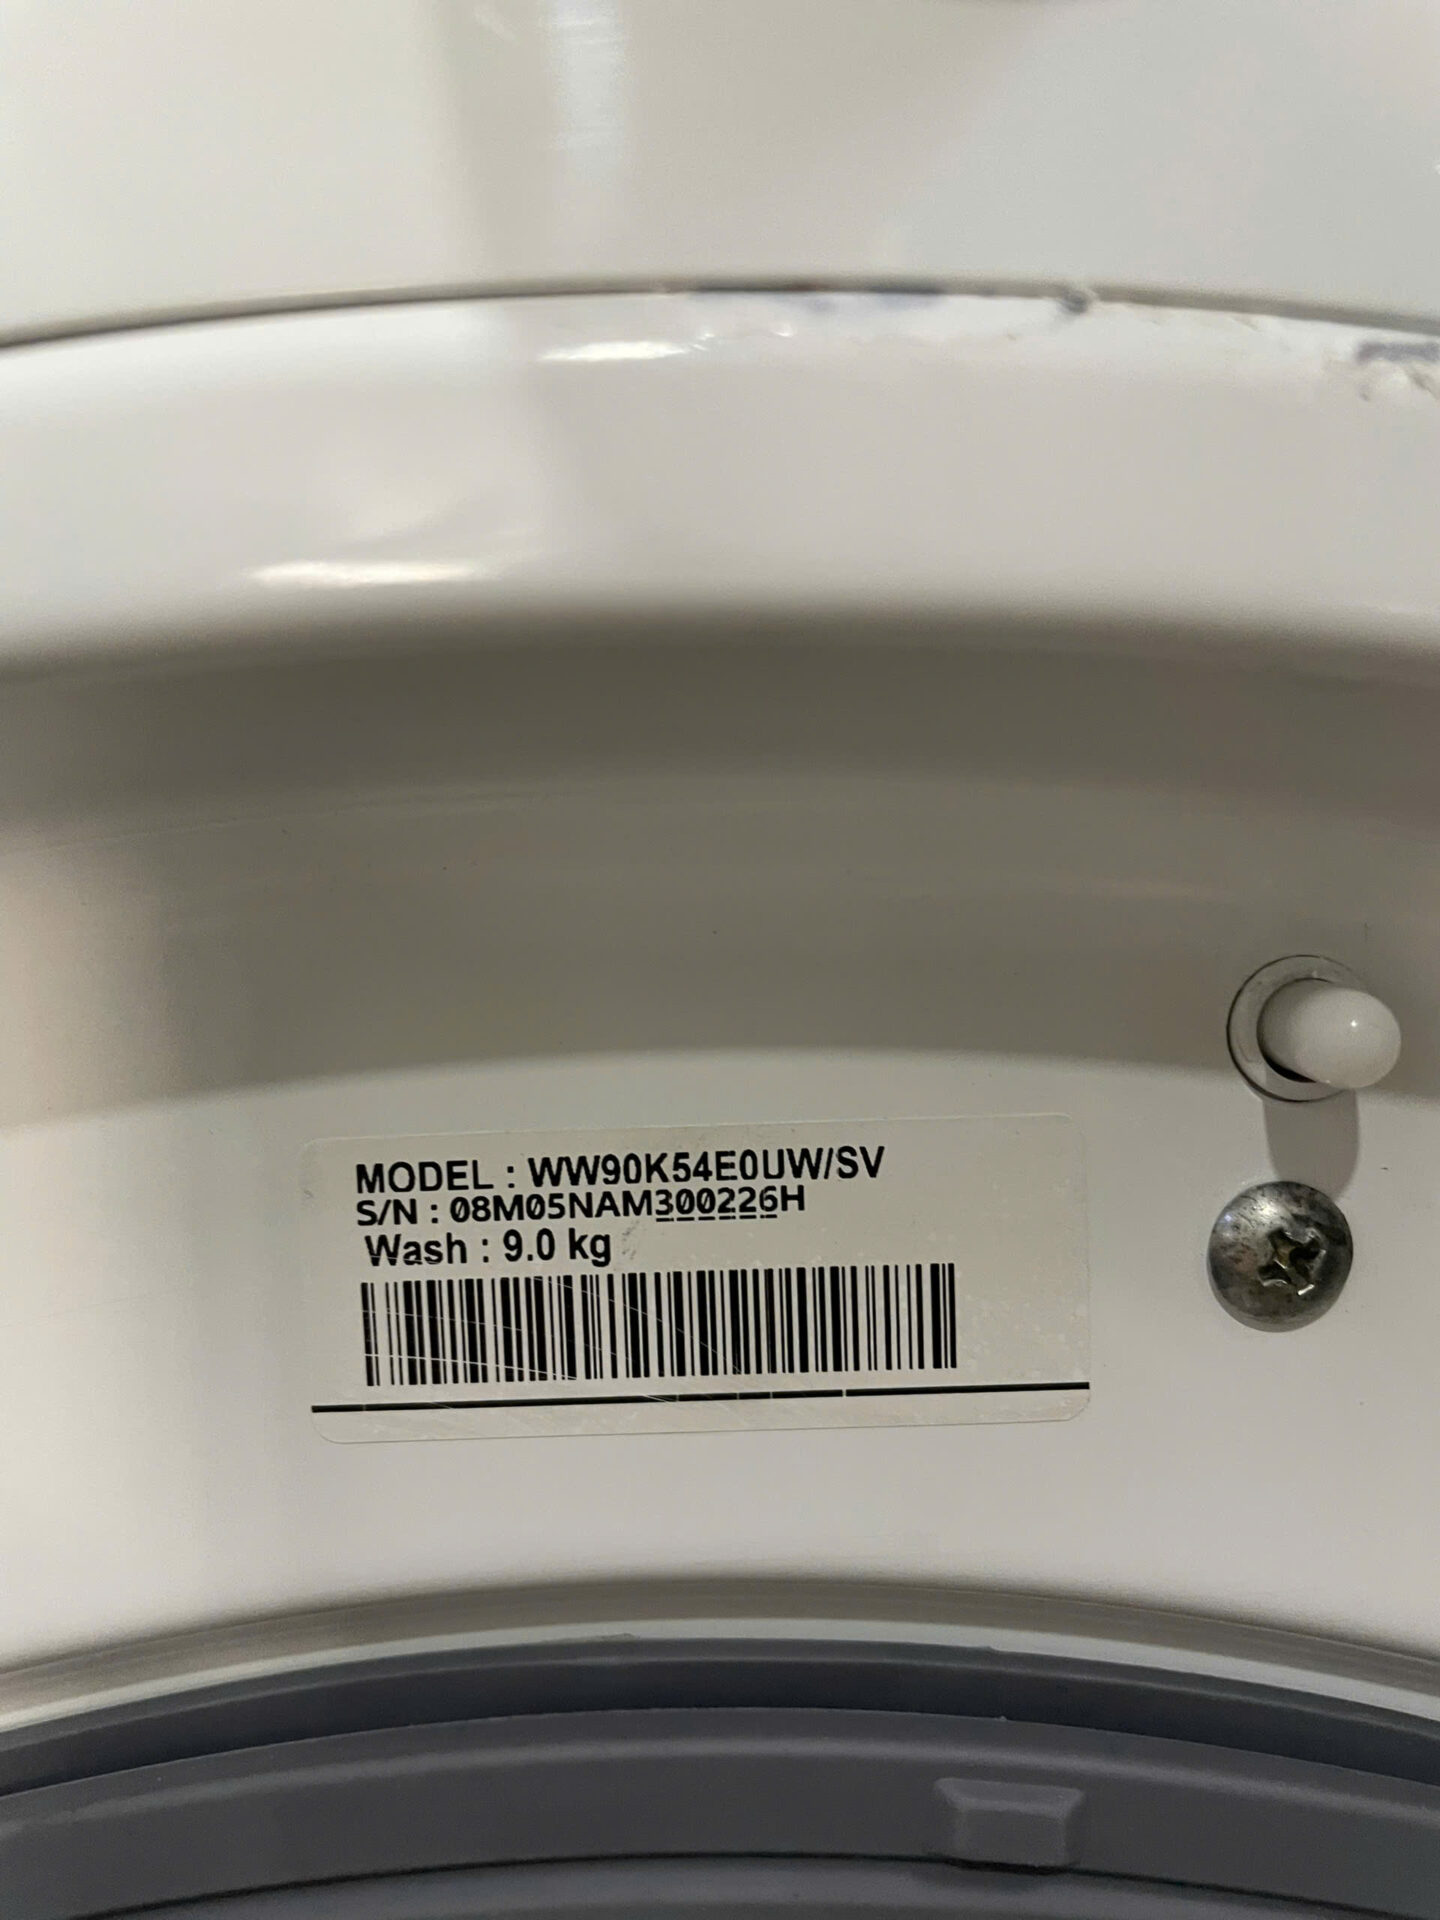 MODEL : WW90K54E0UW/SV
S/N : 08M05NAM300226H
Wash : 9.0 kg